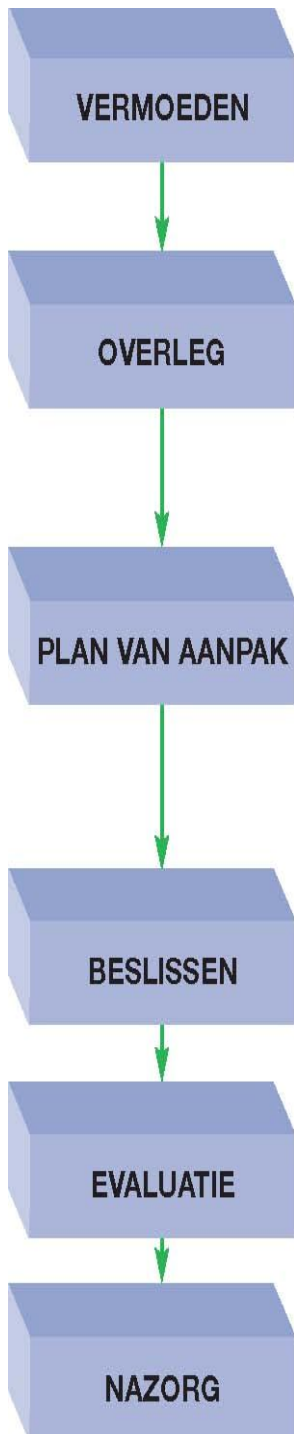 VERMOEDEN
OVERLEG
PLAN VAN AANPAK
BESLISSEN
EVALUATIE
NAZORG